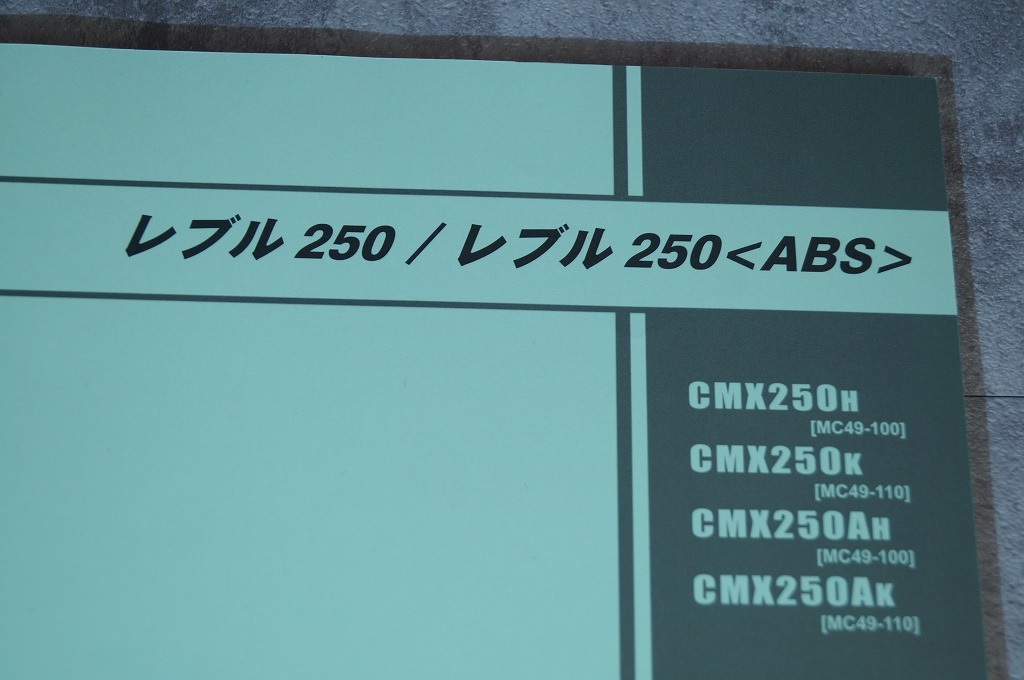 レブル 250 / レブル 250<ABS>
CMX250H
[MC49-100]
CMX250K
[MC49-110]
CMX250AH
[MC49-100]
CMX250AK
[MC49-110]